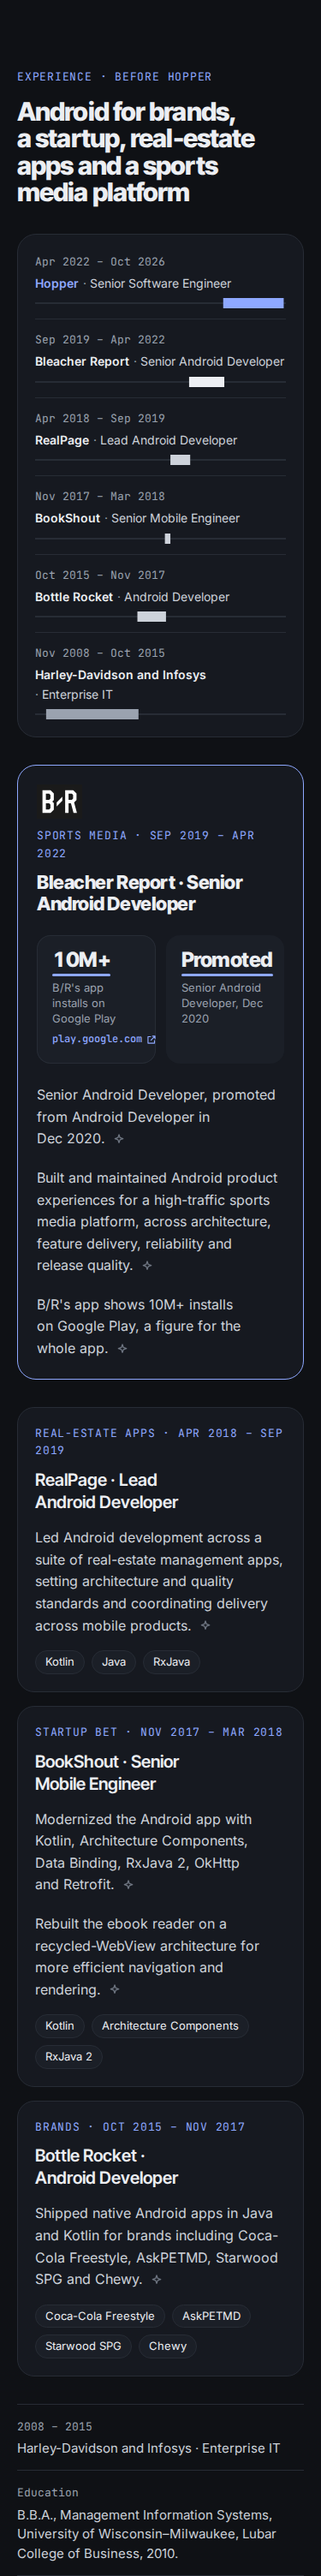 EXPERIENCE · BEFORE HOPPER
Android for brands,
a startup, real-estate
apps and a sports
media platform
Apr 2022 – Oct 2026
Hopper · Senior Software Engineer
Sep 2019 – Apr 2022
Bleacher Report · Senior Android Developer
Apr 2018 – Sep 2019
RealPage · Lead Android Developer
Nov 2017 – Mar 2018
BookShout · Senior Mobile Engineer
Oct 2015 – Nov 2017
Bottle Rocket · Android Developer
Nov 2008 – Oct 2015
Harley-Davidson and Infosys
· Enterprise IT
B/R
SPORTS MEDIA · SEP 2019 – APR
2022
Bleacher Report · Senior
Android Developer
10M+
B/R's app
installs on
Google Play
play.google.com
Promoted
Senior Android
Developer, Dec
2020
Senior Android Developer, promoted
from Android Developer in
Dec 2020.
Built and maintained Android product
experiences for a high-traffic sports
media platform, across architecture,
feature delivery, reliability and
release quality.
B/R's app shows 10M+ installs
on Google Play, a figure for the
whole app.
REAL-ESTATE APPS · APR 2018 – SEP
2019
RealPage · Lead
Android Developer
Led Android development across a
suite of real-estate management apps,
setting architecture and quality
standards and coordinating delivery
across mobile products.
Kotlin Java RxJava
STARTUP BET · NOV 2017 – MAR 2018
BookShout · Senior
Mobile Engineer
Modernized the Android app with
Kotlin, Architecture Components,
Data Binding, RxJava 2, OkHttp
and Retrofit.
Rebuilt the ebook reader on a
recycled-WebView architecture for
more efficient navigation and
rendering.
Kotlin Architecture Components
RxJava 2
BRANDS · OCT 2015 – NOV 2017
Bottle Rocket ·
Android Developer
Shipped native Android apps in Java
and Kotlin for brands including Coca-
Cola Freestyle, AskPETMD, Starwood
SPG and Chewy.
Coca-Cola Freestyle AskPETMD
Starwood SPG Chewy
2008 – 2015
Harley-Davidson and Infosys · Enterprise IT
Education
B.B.A., Management Information Systems,
University of Wisconsin–Milwaukee, Lubar
College of Business, 2010.